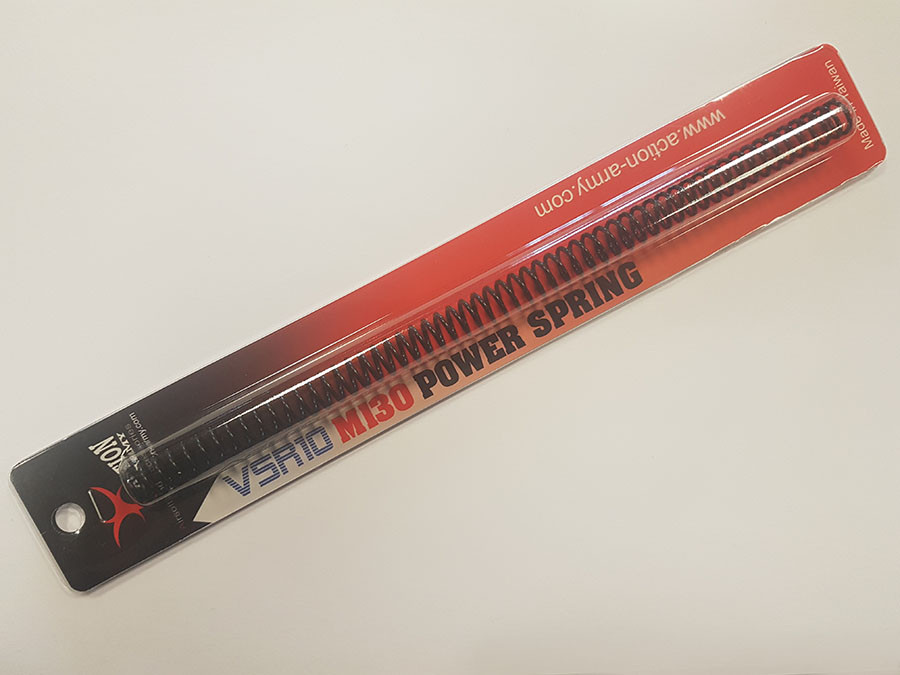 VSR10 M130 POWER SPRING
www.action-army.com
Made in Taiwan